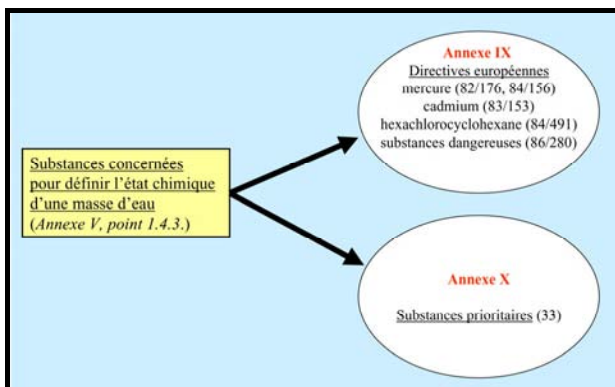 Substances concernées
pour définir l'état chimique
d'une masse d'eau
(Annexe V, point 1.4.3.)
Annexe IX
Directives européennes
mercure (82/176, 84/156)
cadmium (83/153)
hexachlorocyclohexane (84/491)
substances dangereuses (86/280)
Annexe X
Substances prioritaires (33)